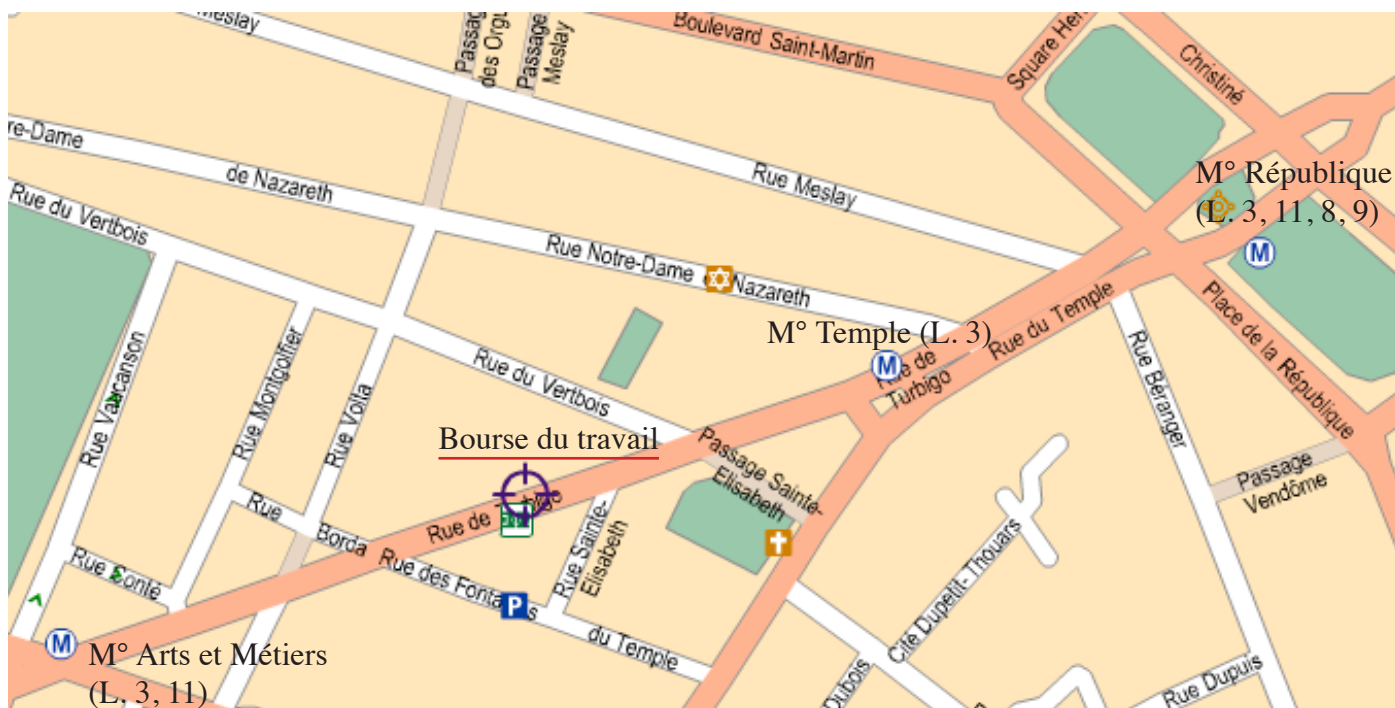 Meslay
Passag
des Orgu
Passage
Meslay
Boulevard Saint-Martin
Square Her
Christiné
re-Dame
de Nazareth
Rue Meslay
M° République
(L. 3, 11, 8, 9)
M
Rue du Vertbois
Rue Notre-Dame
Nazareth
M° Temple (L. 3)
M
Rue de
Turbigo
Rue du Temple
Place de la République
Rue Béranger
Rue Vaucanson
Rue Montgolfier
Rue Volta
Rue du Vertbois
Bourse du travail
Passage Sainte-
Elisabeth
Passage
Vendôme
Rue
Borda
Rue de
Rue Sainte-
Elisabeth
Rue Conté
Rue des Fonta
P
du Temple
Cité Dupetit-Thouars
M
M° Arts et Métiers
(L. 3, 11)
Dubois
Rue Dupuis